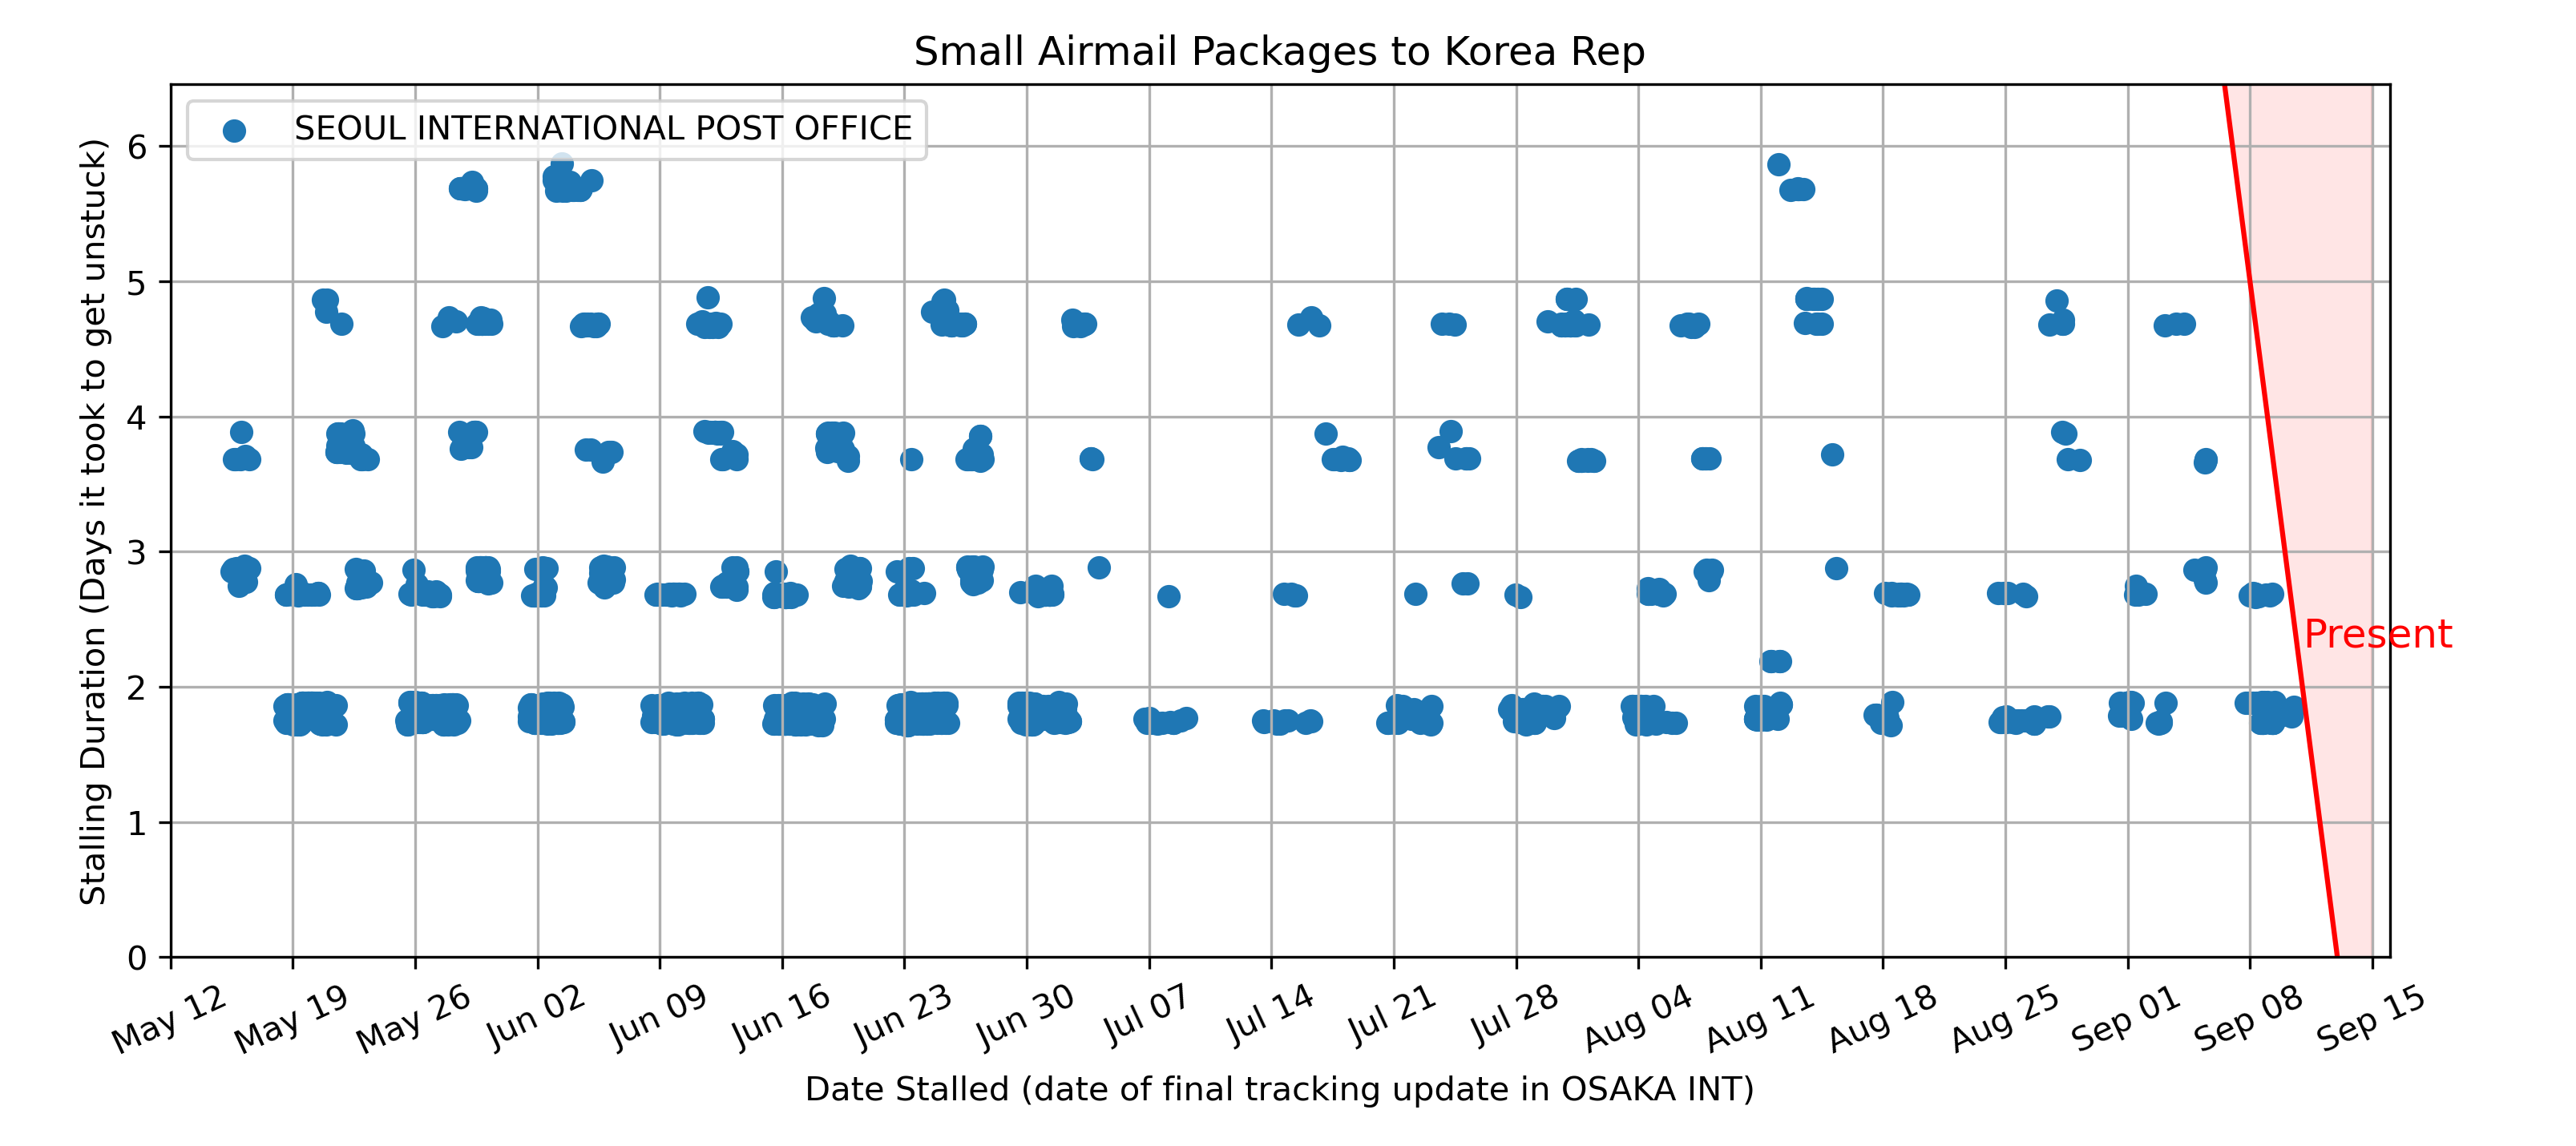 Small Airmail Packages to Korea Rep
SEOUL INTERNATIONAL POST OFFICE
Stalling Duration (Days it took to get unstuck)
6
5
4
3
2
1
0
Present
May 12
May 19
May 26
Jun 02
Jun 09
Jun 16
Jun 23
Jun 30
Jul 07
Jul 14
Jul 21
Jul 28
Aug 04
Aug 11
Aug 18
Aug 25
Sep 01
Sep 08
Sep 15
Date Stalled (date of final tracking update in OSAKA INT)